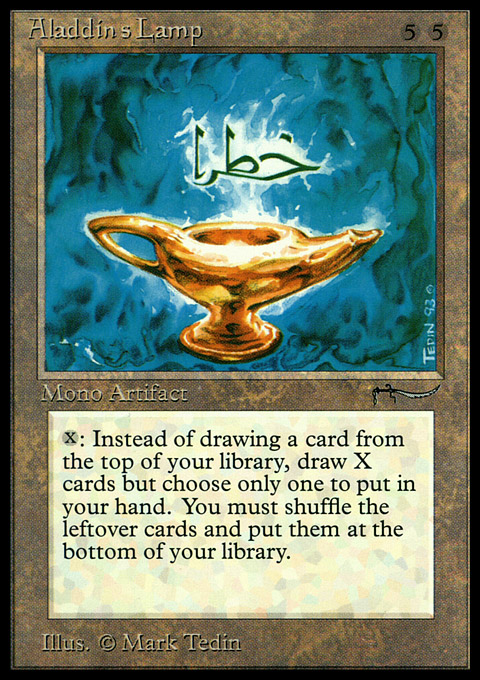 Aladdin's Lamp 5 5
خطرا
TEDIN 93 ©
Mono Artifact
X: Instead of drawing a card from
the top of your library, draw X
cards but choose only one to put in
your hand. You must shuffle the
leftover cards and put them at the
bottom of your library.
Illus. © Mark Tedin